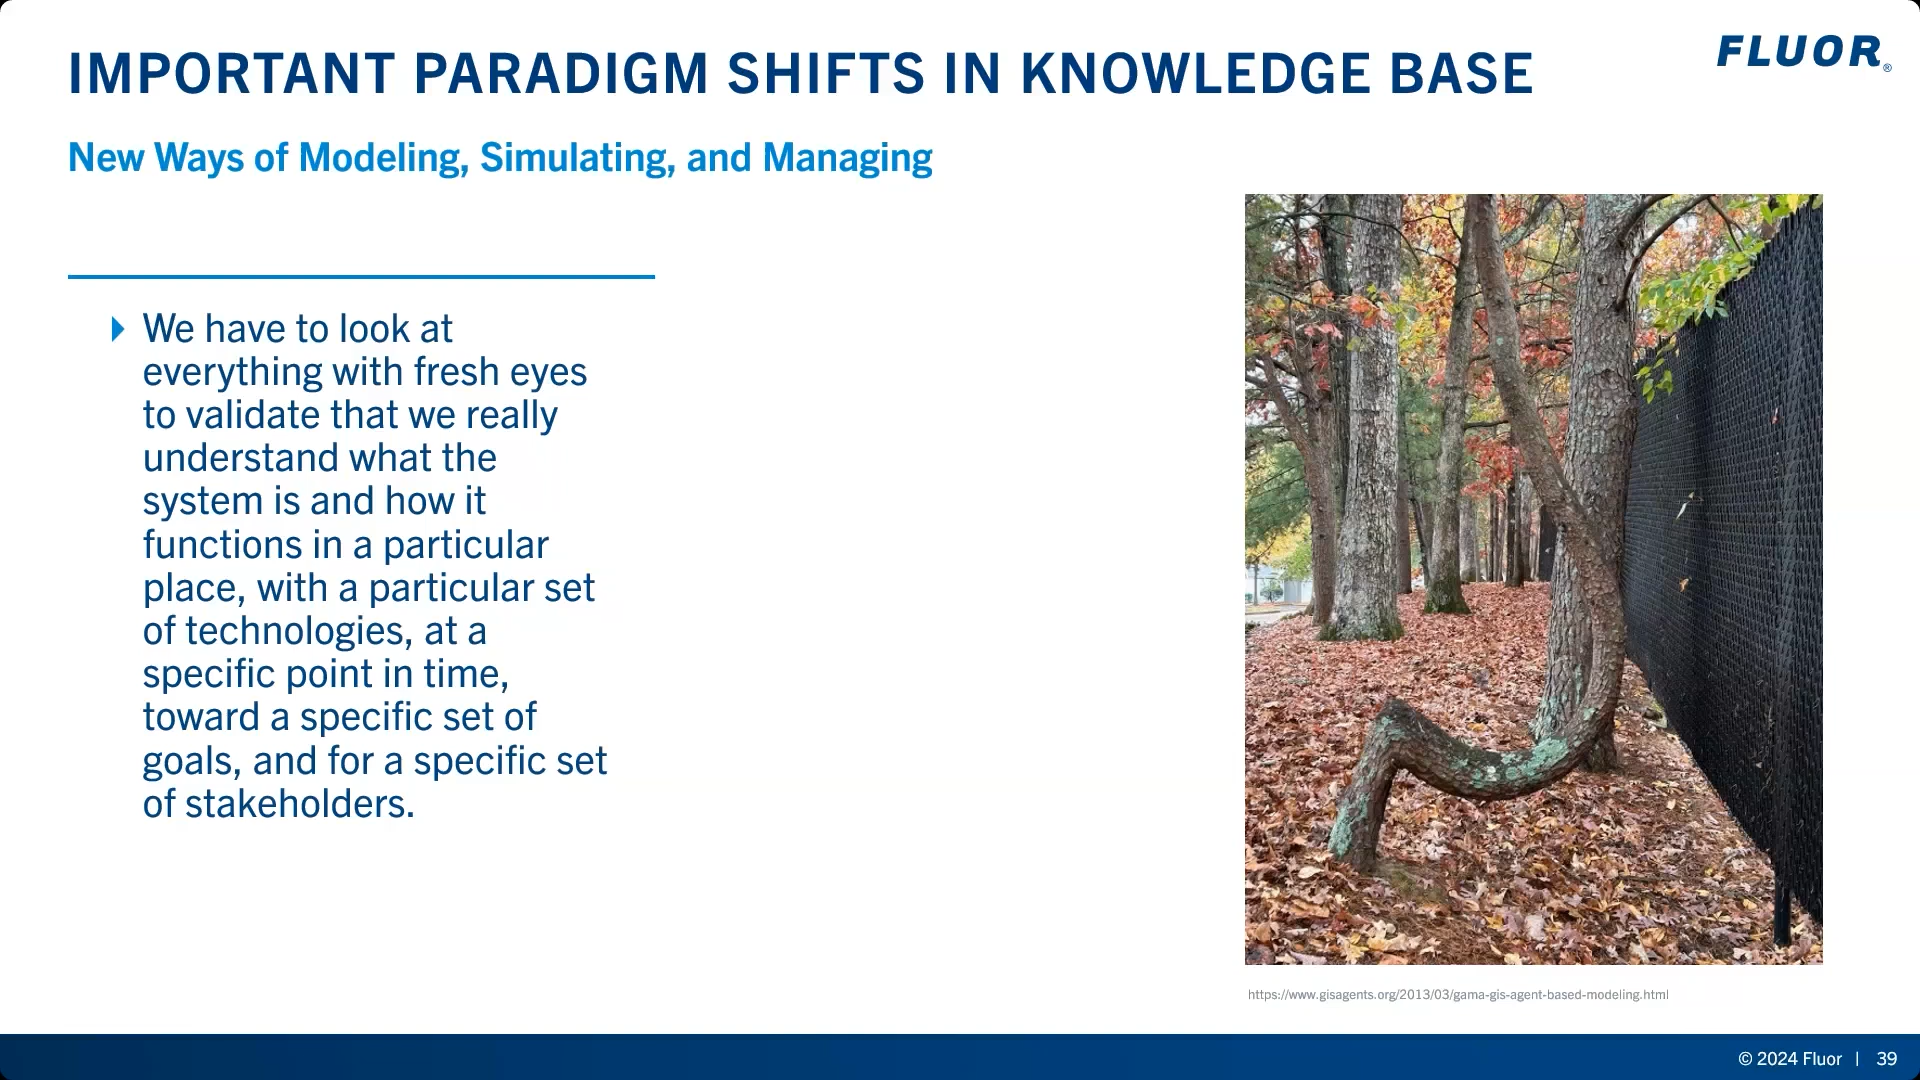 IMPORTANT PARADIGM SHIFTS IN KNOWLEDGE BASE
FLUOR®
New Ways of Modeling, Simulating, and Managing
We have to look at
everything with fresh eyes
to validate that we really
understand what the
system is and how it
functions in a particular
place, with a particular set
of technologies, at a
specific point in time,
toward a specific set of
goals, and for a specific set
of stakeholders.
https://www.gisagents.org/2013/03/gama-gis-agent-based-modeling.html
© 2024 Fluor | 39